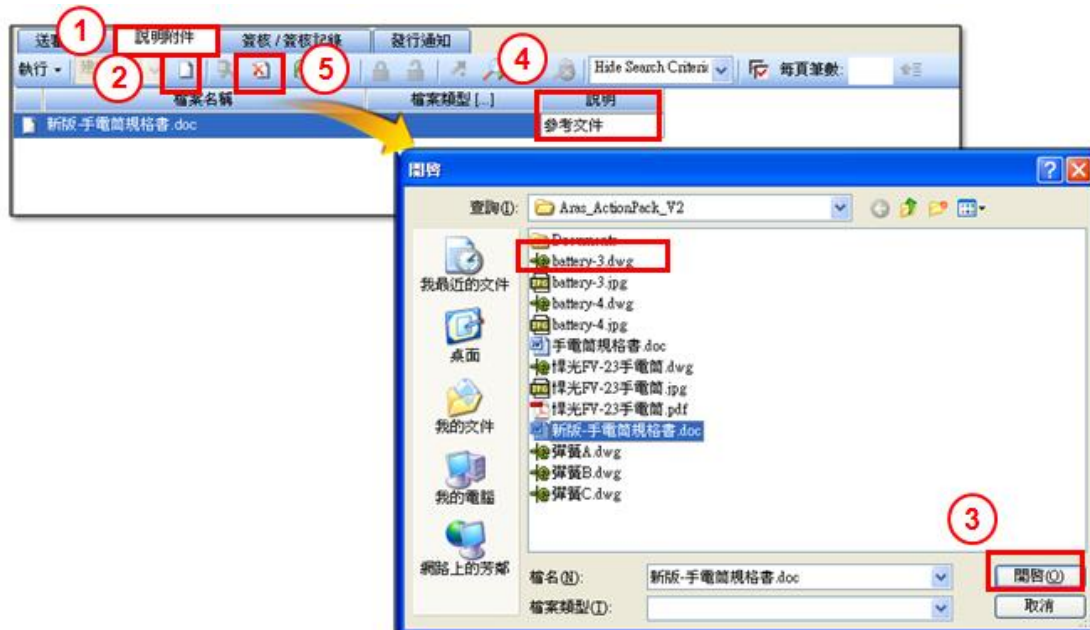 1
2
3
4
5
說明附件
簽核 / 簽核記錄
發行通知
執行
Hide Search Criteria
每頁筆數:
檔案名稱
檔案類型 [...]
說明
新版-手電筒規格書.doc
參考文件
開啓
查詢(I):
Aras_ActionPack_V2
我最近的文件
桌面
我的文件
我的電腦
網路上的芳鄰
Documents
battery-3.dwg
battery-3.jpg
battery-4.dwg
battery-4.jpg
手電筒規格書.doc
悍光FV-23手電筒.dwg
悍光FV-23手電筒.jpg
悍光FV-23手電筒.pdf
新版-手電筒規格書.doc
彈簧A.dwg
彈簧B.dwg
彈簧C.dwg
檔名(N):
新版-手電筒規格書.doc
開啓(O)
檔案類型(T):
取消